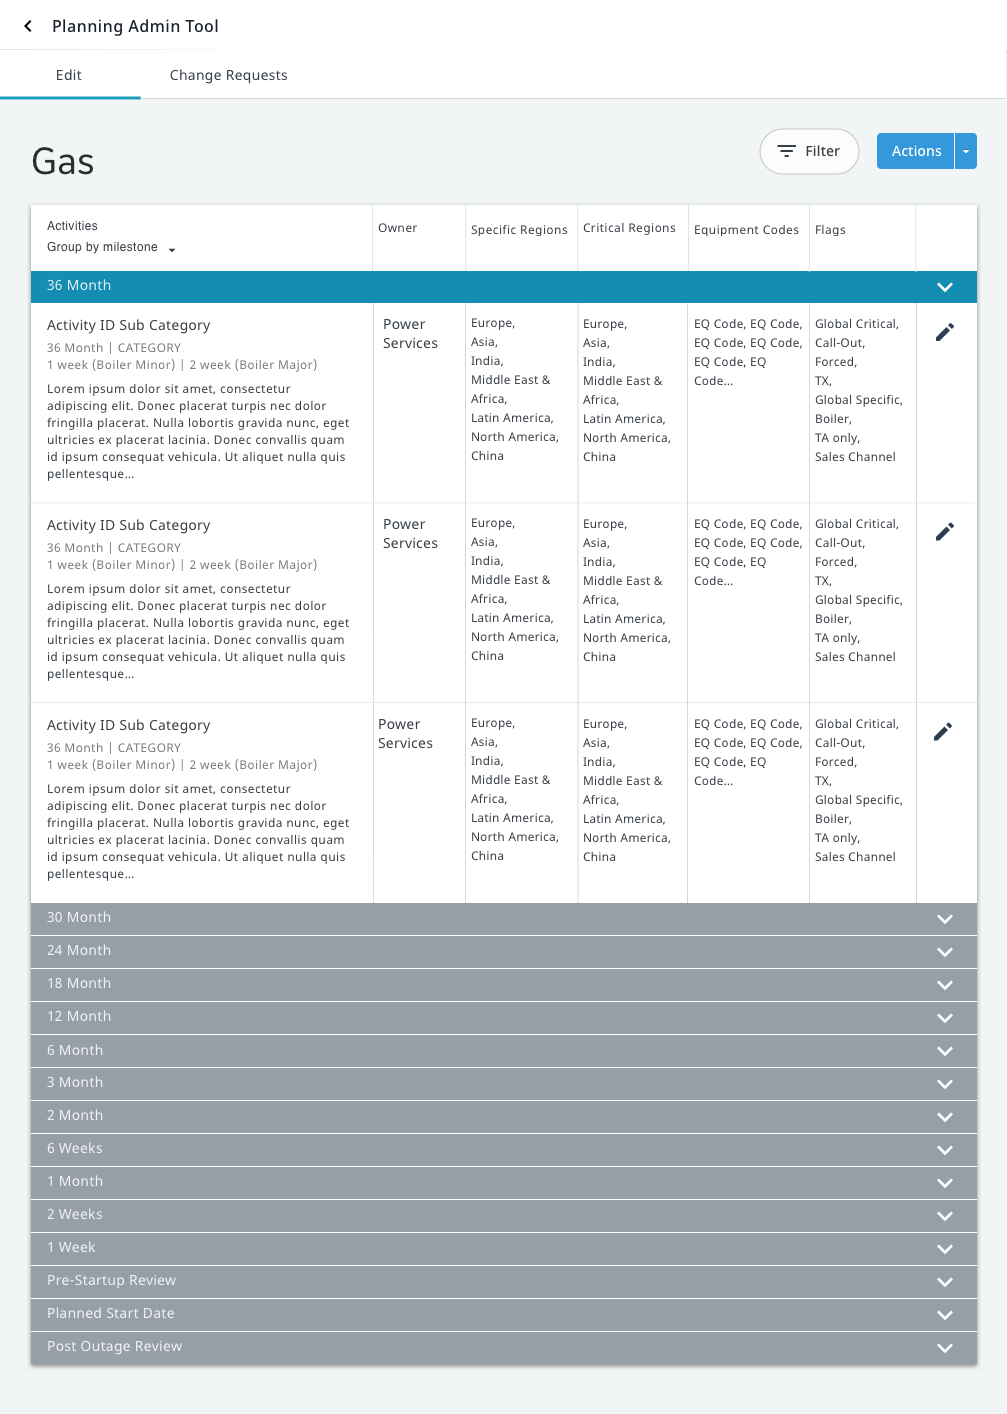 Planning Admin Tool
Edit
Change Requests
Gas
Filter
Actions
Activities
Group by milestone
Owner
Specific Regions
Critical Regions
Equipment Codes
Flags
36 Month
Activity ID Sub Category
36 Month | CATEGORY
1 week (Boiler Minor) | 2 week (Boiler Major)
Lorem ipsum dolor sit amet, consectetur
adipiscing elit. Donec placerat turpis nec dolor
fringilla placerat. Nulla lobortis gravida nunc, eget
ultricies ex placerat lacinia. Donec convallis quam
id ipsum consequat vehicula. Ut aliquet nulla quis
pellentesque...
Power
Services
Europe,
Asia,
India,
Middle East &
Africa,
Latin America,
North America,
China
Europe,
Asia,
India,
Middle East &
Africa,
Latin America,
North America,
China
EQ Code, EQ Code,
EQ Code, EQ Code,
EQ Code, EQ
Code...
Global Critical,
Call-Out,
Forced,
TX,
Global Specific,
Boiler,
TA only,
Sales Channel
Activity ID Sub Category
36 Month | CATEGORY
1 week (Boiler Minor) | 2 week (Boiler Major)
Lorem ipsum dolor sit amet, consectetur
adipiscing elit. Donec placerat turpis nec dolor
fringilla placerat. Nulla lobortis gravida nunc, eget
ultricies ex placerat lacinia. Donec convallis quam
id ipsum consequat vehicula. Ut aliquet nulla quis
pellentesque...
Power
Services
Europe,
Asia,
India,
Middle East &
Africa,
Latin America,
North America,
China
Europe,
Asia,
India,
Middle East &
Africa,
Latin America,
North America,
China
EQ Code, EQ Code,
EQ Code, EQ Code,
EQ Code, EQ
Code...
Global Critical,
Call-Out,
Forced,
TX,
Global Specific,
Boiler,
TA only,
Sales Channel
Activity ID Sub Category
36 Month | CATEGORY
1 week (Boiler Minor) | 2 week (Boiler Major)
Lorem ipsum dolor sit amet, consectetur
adipiscing elit. Donec placerat turpis nec dolor
fringilla placerat. Nulla lobortis gravida nunc, eget
ultricies ex placerat lacinia. Donec convallis quam
id ipsum consequat vehicula. Ut aliquet nulla quis
pellentesque...
Power
Services
Europe,
Asia,
India,
Middle East &
Africa,
Latin America,
North America,
China
Europe,
Asia,
India,
Middle East &
Africa,
Latin America,
North America,
China
EQ Code, EQ Code,
EQ Code, EQ Code,
EQ Code, EQ
Code...
Global Critical,
Call-Out,
Forced,
TX,
Global Specific,
Boiler,
TA only,
Sales Channel
30 Month
24 Month
18 Month
12 Month
6 Month
3 Month
2 Month
6 Weeks
1 Month
2 Weeks
1 Week
Pre-Startup Review
Planned Start Date
Post Outage Review